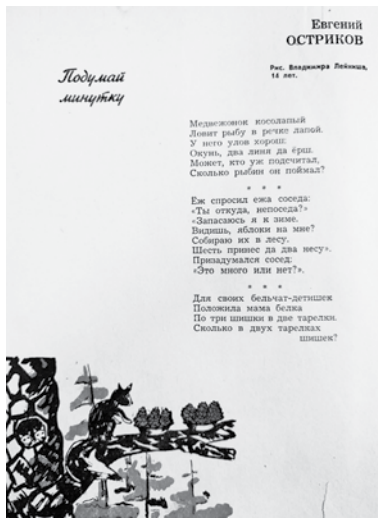 Евгений
ОСТРИКОВ
Рис. Владимира Лейкиша,
14 лет.
Подумай
минутку
Медвежонок косолапый
Ловит рыбу в речке лапой.
У него улов хорош:
Окунь, два линя да ёрш.
Может, кто уж подсчитал,
Сколько рыбин он поймал?
* * *
Еж спросил ежа соседа:
«Ты откуда, непоседа?»
«Запасаюсь я к зиме.
Видишь, яблоки на мне?
Собираю их в лесу,
Шесть принес да два несу».
Призадумался сосед:
«Это много или нет?».
* * *
Для своих бельчат-детишек
Положила мама белка
По три шишки в две тарелки.
Сколько в двух тарелках
шишек?